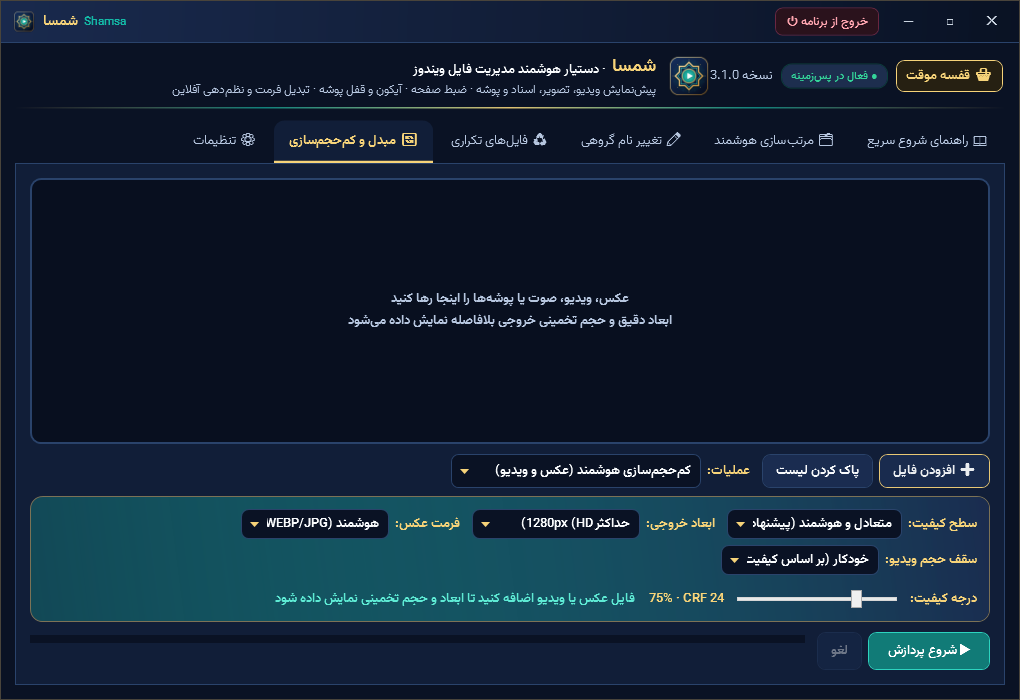 شمسا Shamsa
خروج از برنامه
شمسا · دستیار هوشمند مدیریت فایل ویندوز
پیش‌نمایش ویدیو، تصویر، اسناد و پوشه · ضبط صفحه · آیکون و قفل پوشه · تبدیل فرمت و نظم‌دهی آفلاین
نسخه 3.1.0
● فعال در پس‌زمینه
قفسه موقت
راهنمای شروع سریع
مرتب‌سازی هوشمند
تغییر نام گروهی
فایل‌های تکراری
مبدل و کم‌حجم‌سازی
تنظیمات
عکس، ویدیو، صوت یا پوشه‌ها را اینجا رها کنید
ابعاد دقیق و حجم تخمینی خروجی بلافاصله نمایش داده می‌شود
افزودن فایل
پاک کردن لیست
عملیات: کم‌حجم‌سازی هوشمند (عکس و ویدیو)
سطح کیفیت: متعادل و هوشمند (پیشنهاد
ابعاد خروجی: حداکثر 1280px (HD)
فرمت عکس: هوشمند (WEBP/JPG
سقف حجم ویدیو: خودکار (بر اساس کیفیت
درجه کیفیت: 75% · CRF 24 فایل عکس یا ویدیو اضافه کنید تا ابعاد و حجم تخمینی نمایش داده شود
شروع پردازش
لغو